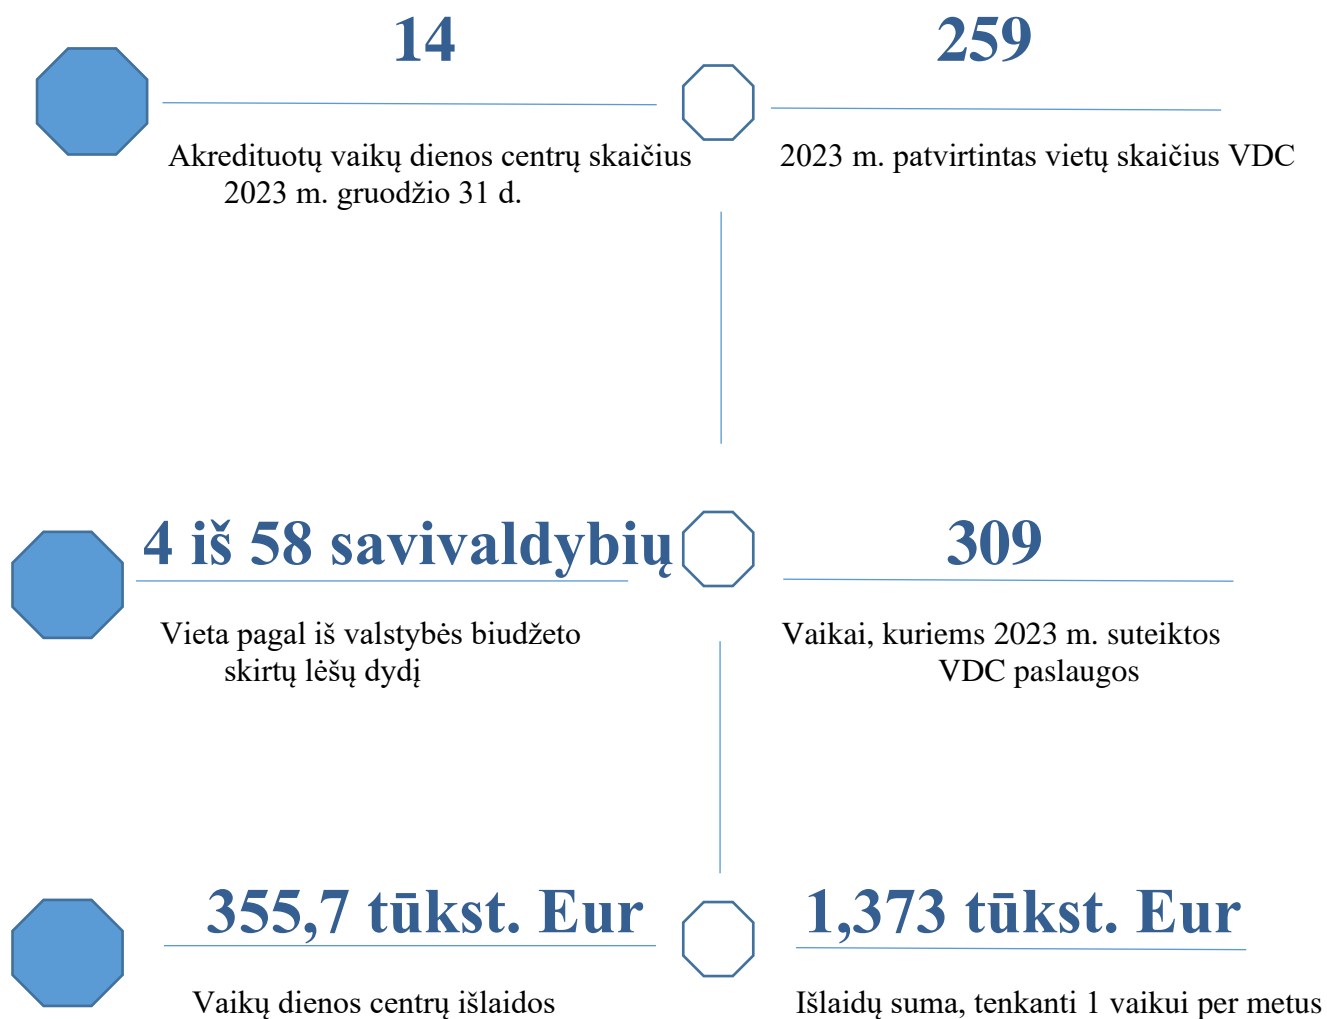 14
Akredituotų vaikų dienos centrų skaičius
2023 m. gruodžio 31 d.
259
2023 m. patvirtintas vietų skaičius VDC
4 iš 58 savivaldybių
Vieta pagal iš valstybės biudžeto
skirtų lėšų dydį
309
Vaikai, kuriems 2023 m. suteiktos
VDC paslaugos
355,7 tūkst. Eur
Vaikų dienos centrų išlaidos
1,373 tūkst. Eur
Išlaidų suma, tenkanti 1 vaikui per metus